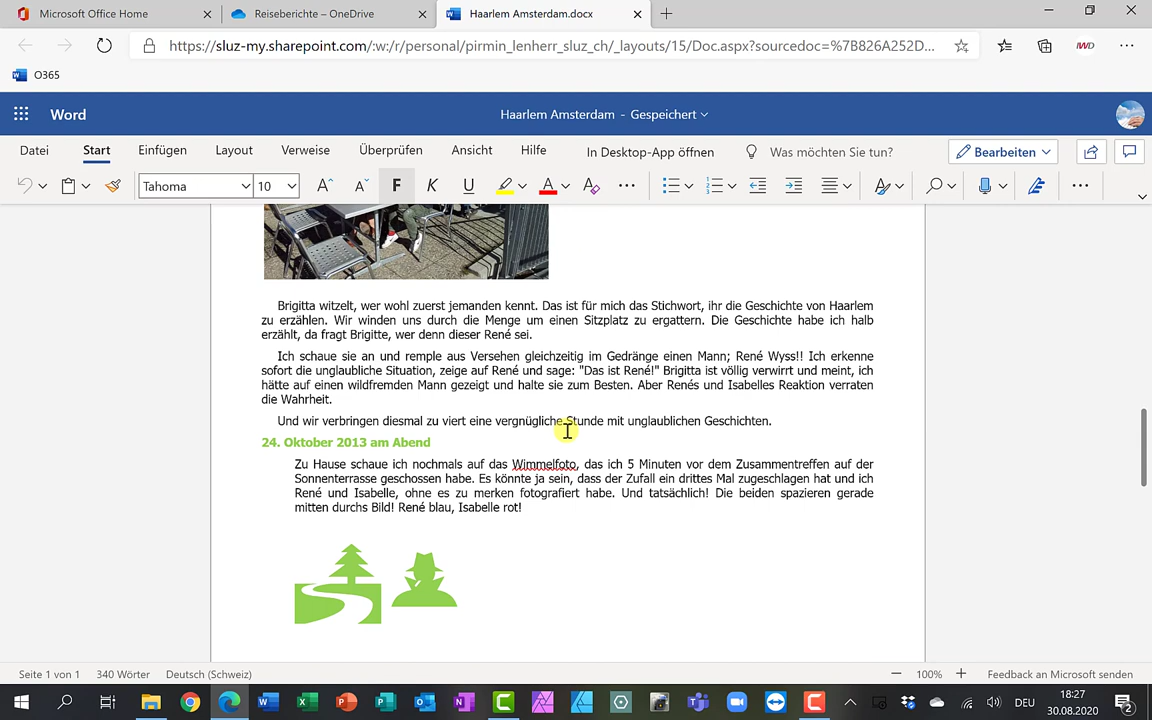 Microsoft Office Home
Reiseberichte – OneDrive
Haarlem Amsterdam.docx
https://sluz-my.sharepoint.com/:w:/r/personal/pirmin_lenherr_sluz_ch/_layouts/15/Doc.aspx?sourcedoc=%7B826A252D...
O365
Word
Haarlem Amsterdam - Gespeichert
Datei Start Einfügen Layout Verweise Überprüfen Ansicht Hilfe In Desktop-App öffnen Was möchten Sie tun? Bearbeiten
Tahoma 10 F K U
Brigitta witzelt, wer wohl zuerst jemanden kennt. Das ist für mich das Stichwort, ihr die Geschichte von Haarlem
zu erzählen. Wir winden uns durch die Menge um einen Sitzplatz zu ergattern. Die Geschichte habe ich halb
erzählt, da fragt Brigitte, wer denn dieser René sei.
Ich schaue sie an und remple aus Versehen gleichzeitig im Gedränge einen Mann; René Wyss!! Ich erkenne
sofort die unglaubliche Situation, zeige auf René und sage: "Das ist René!" Brigitta ist völlig verwirrt und meint, ich
hätte auf einen wildfremden Mann gezeigt und halte sie zum Besten. Aber Renés und Isabelles Reaktion verraten
die Wahrheit.
Und wir verbringen diesmal zu viert eine vergnügliche Stunde mit unglaublichen Geschichten.
24. Oktober 2013 am Abend
Zu Hause schaue ich nochmals auf das Wimmelfoto, das ich 5 Minuten vor dem Zusammentreffen auf der
Sonnenterrasse geschossen habe. Es könnte ja sein, dass der Zufall ein drittes Mal zugeschlagen hat und ich
René und Isabelle, ohne es zu merken fotografiert habe. Und tatsächlich! Die beiden spazieren gerade
mitten durchs Bild! René blau, Isabelle rot!
Seite 1 von 1 340 Wörter Deutsch (Schweiz) 100% Feedback an Microsoft senden
DEU 18:27
30.08.2020